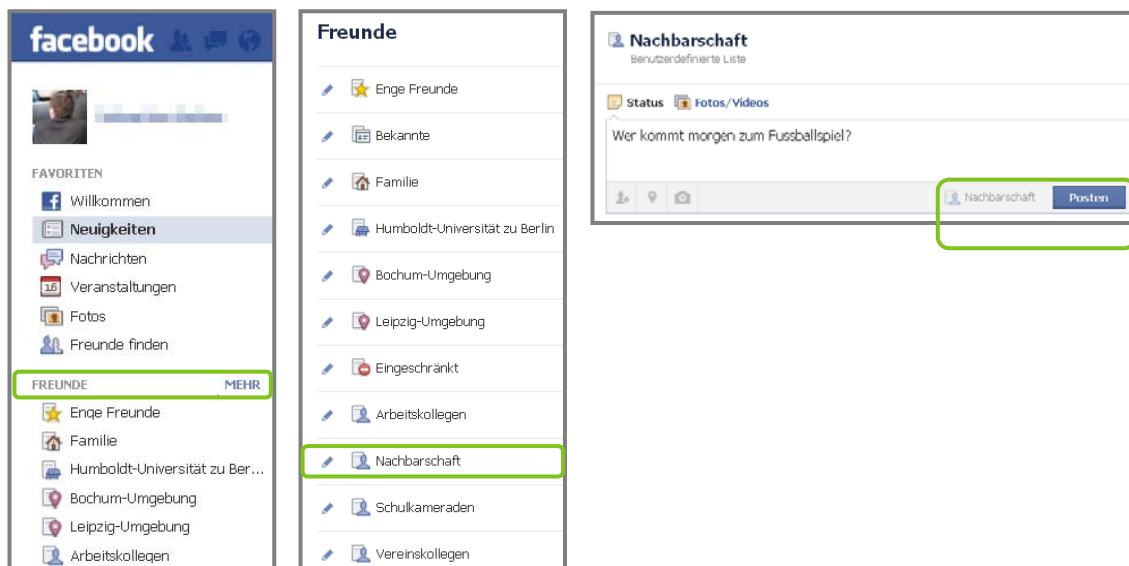 facebook
FAVORITEN
Willkommen
Neuigkeiten
Nachrichten
16
Veranstaltungen
Fotos
Freunde finden
FREUNDE MEHR
Enge Freunde
Familie
Humboldt-Universität zu Ber...
Bochum-Umgebung
Leipzig-Umgebung
Arbeitskollegen
Freunde
Enge Freunde
Bekannte
Familie
Humboldt-Universität zu Berlin
Bochum-Umgebung
Leipzig-Umgebung
Eingeschränkt
Arbeitskollegen
Nachbarschaft
Schulkameraden
Vereinskollegen
Nachbarschaft
Benutzerdefinierte Liste
Status Fotos/Videos
Wer kommt morgen zum Fussballspiel?
Nachbarschaft Posten